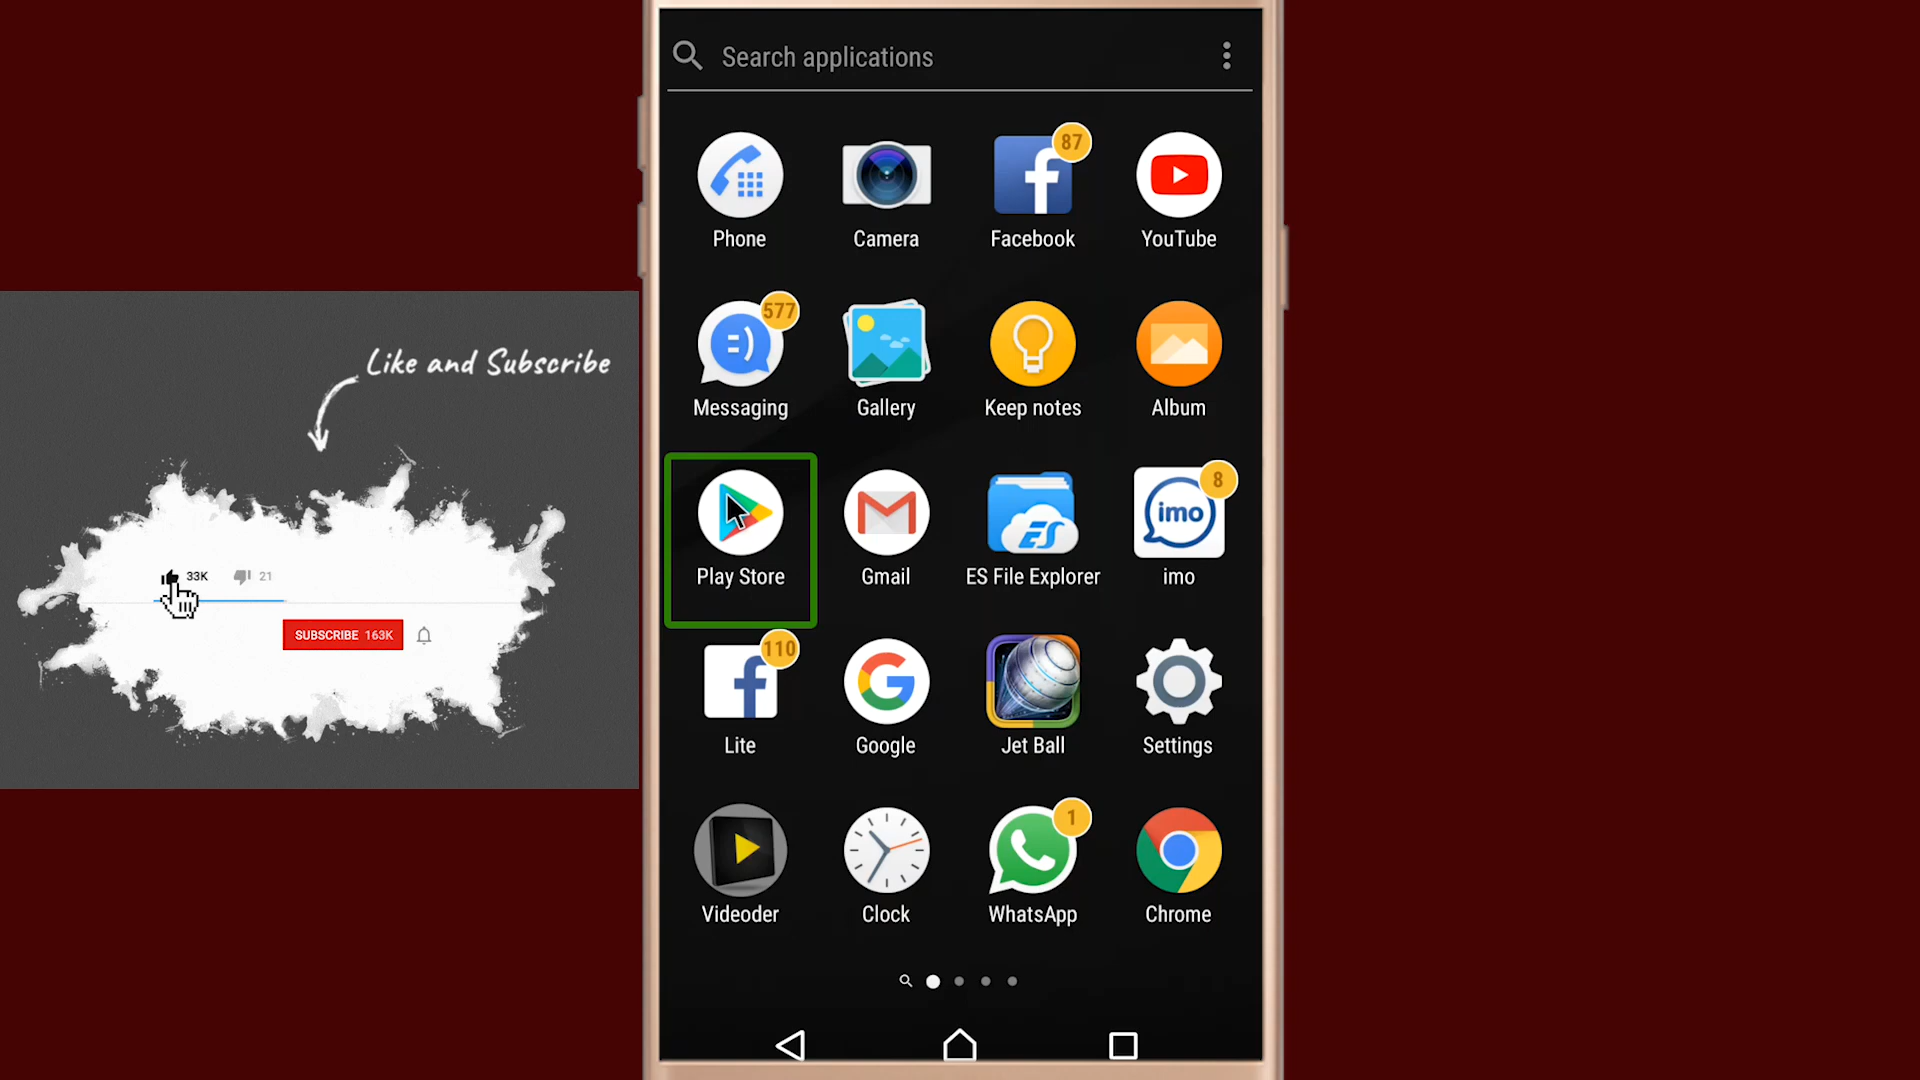 Search applications
87
Phone
Camera
Facebook
YouTube
577
Messaging
Gallery
Keep notes
Album
Like and Subscribe
8
imo
ES
Play Store
Gmail
ES File Explorer
imo
33K
21
SUBSCRIBE 163K
110
Lite
Google
Jet Ball
Settings
1
Videoder
Clock
WhatsApp
Chrome